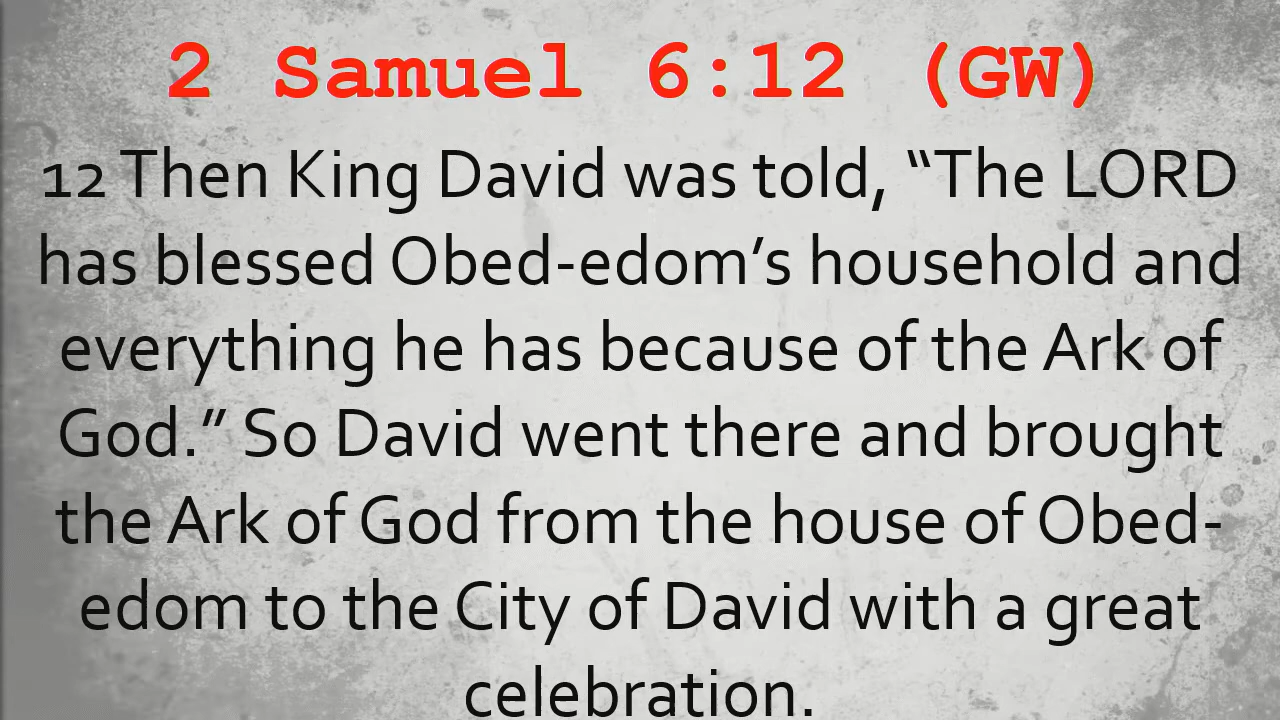 2 Samuel 6:12 (GW)
12 Then King David was told, “The LORD
has blessed Obed-edom’s household and
everything he has because of the Ark of
God.” So David went there and brought
the Ark of God from the house of Obed-
edom to the City of David with a great
celebration.